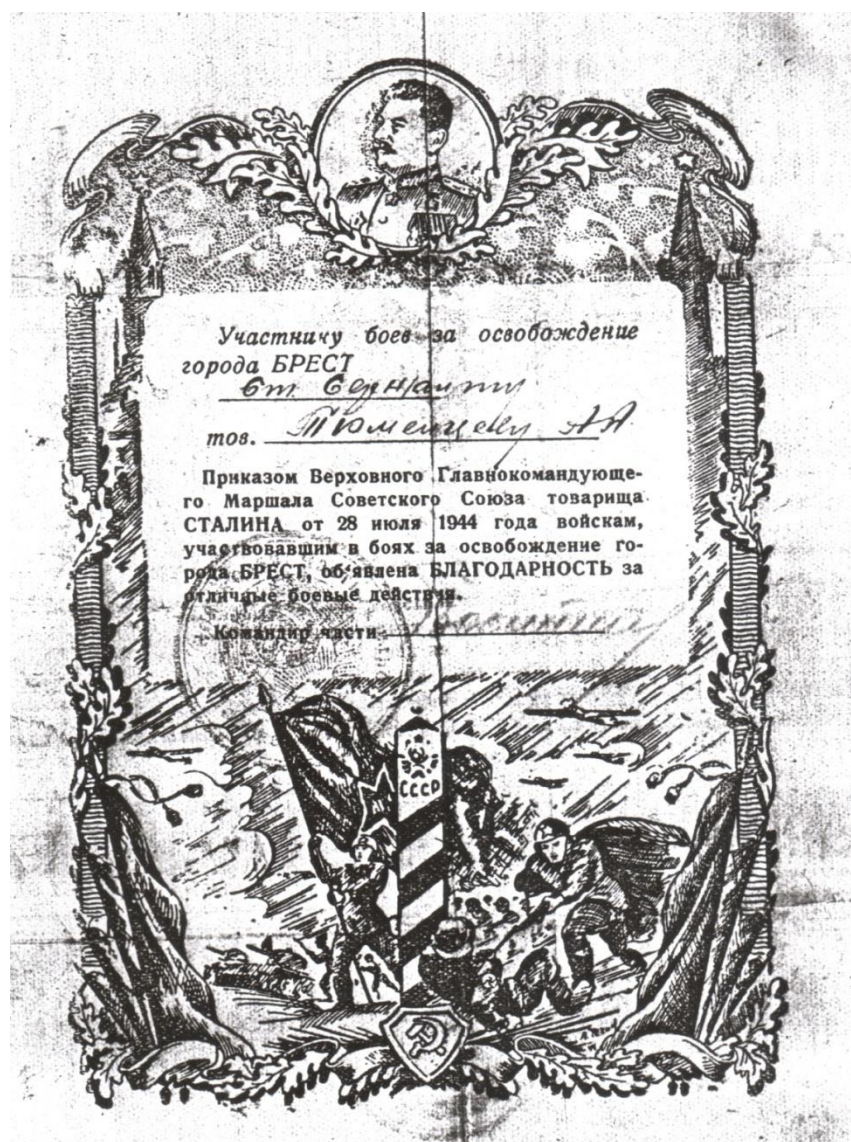 Участнику боев за освобождение
города БРЕСТ
Ст. Сержанту
тов. Тюменцеву А А
Приказом Верховного Главнокомандующе-
го Маршала Советского Союза товарища
СТАЛИНА от 28 июля 1944 года войскам,
участвовавшим в боях за освобождение го-
рода БРЕСТ, об'явлена БЛАГОДАРНОСТЬ за
отличные боевые действия.
Командир части
СССР